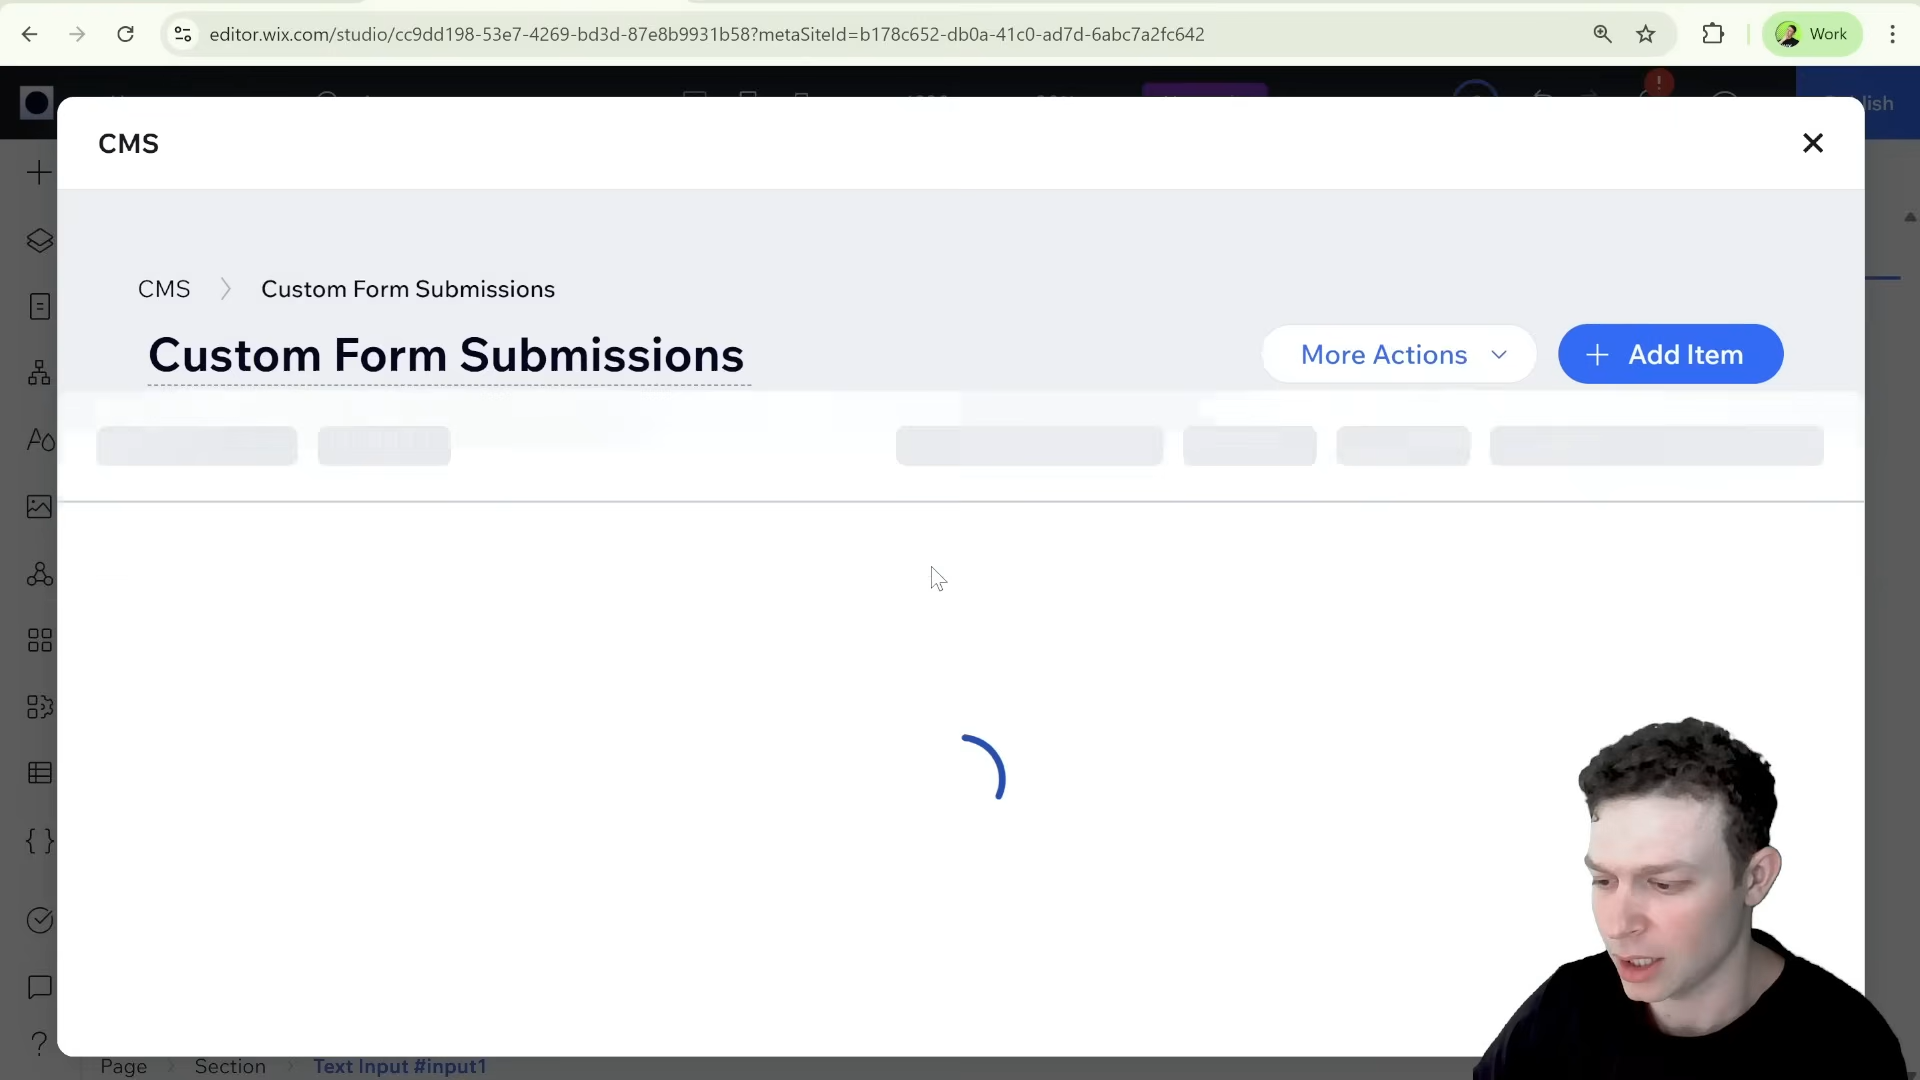 editor.wix.com/studio/cc9dd198-53e7-4269-bd3d-87e8b9931b58?metaSiteId=b178c652-db0a-41c0-ad7d-6abc7a2fc642
Work
CMS
CMS
Custom Form Submissions
Custom Form Submissions
More Actions
Add Item
Page
Section
Text Input #input1